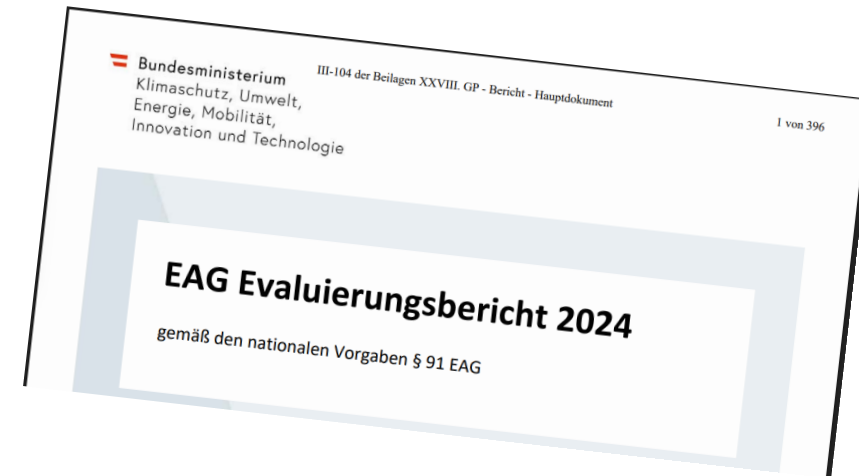 III-104 der Beilagen XXVIII. GP - Bericht - Hauptdokument
1 von 396
Bundesministerium
Klimaschutz, Umwelt,
Energie, Mobilität,
Innovation und Technologie
EAG Evaluierungsbericht 2024
gemäß den nationalen Vorgaben § 91 EAG